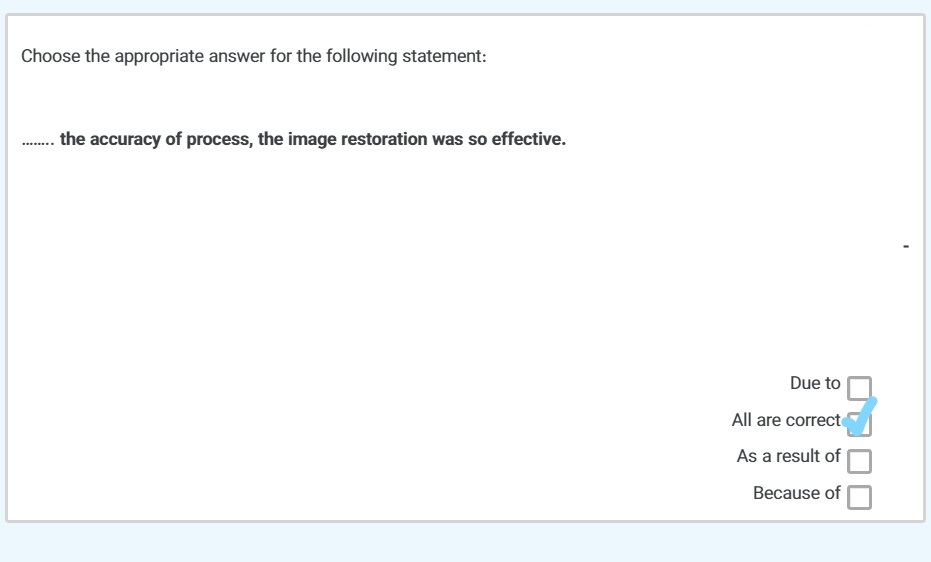 Choose the appropriate answer for the following statement:
........ the accuracy of process, the image restoration was so effective.
-
Due to
All are correct
As a result of
Because of